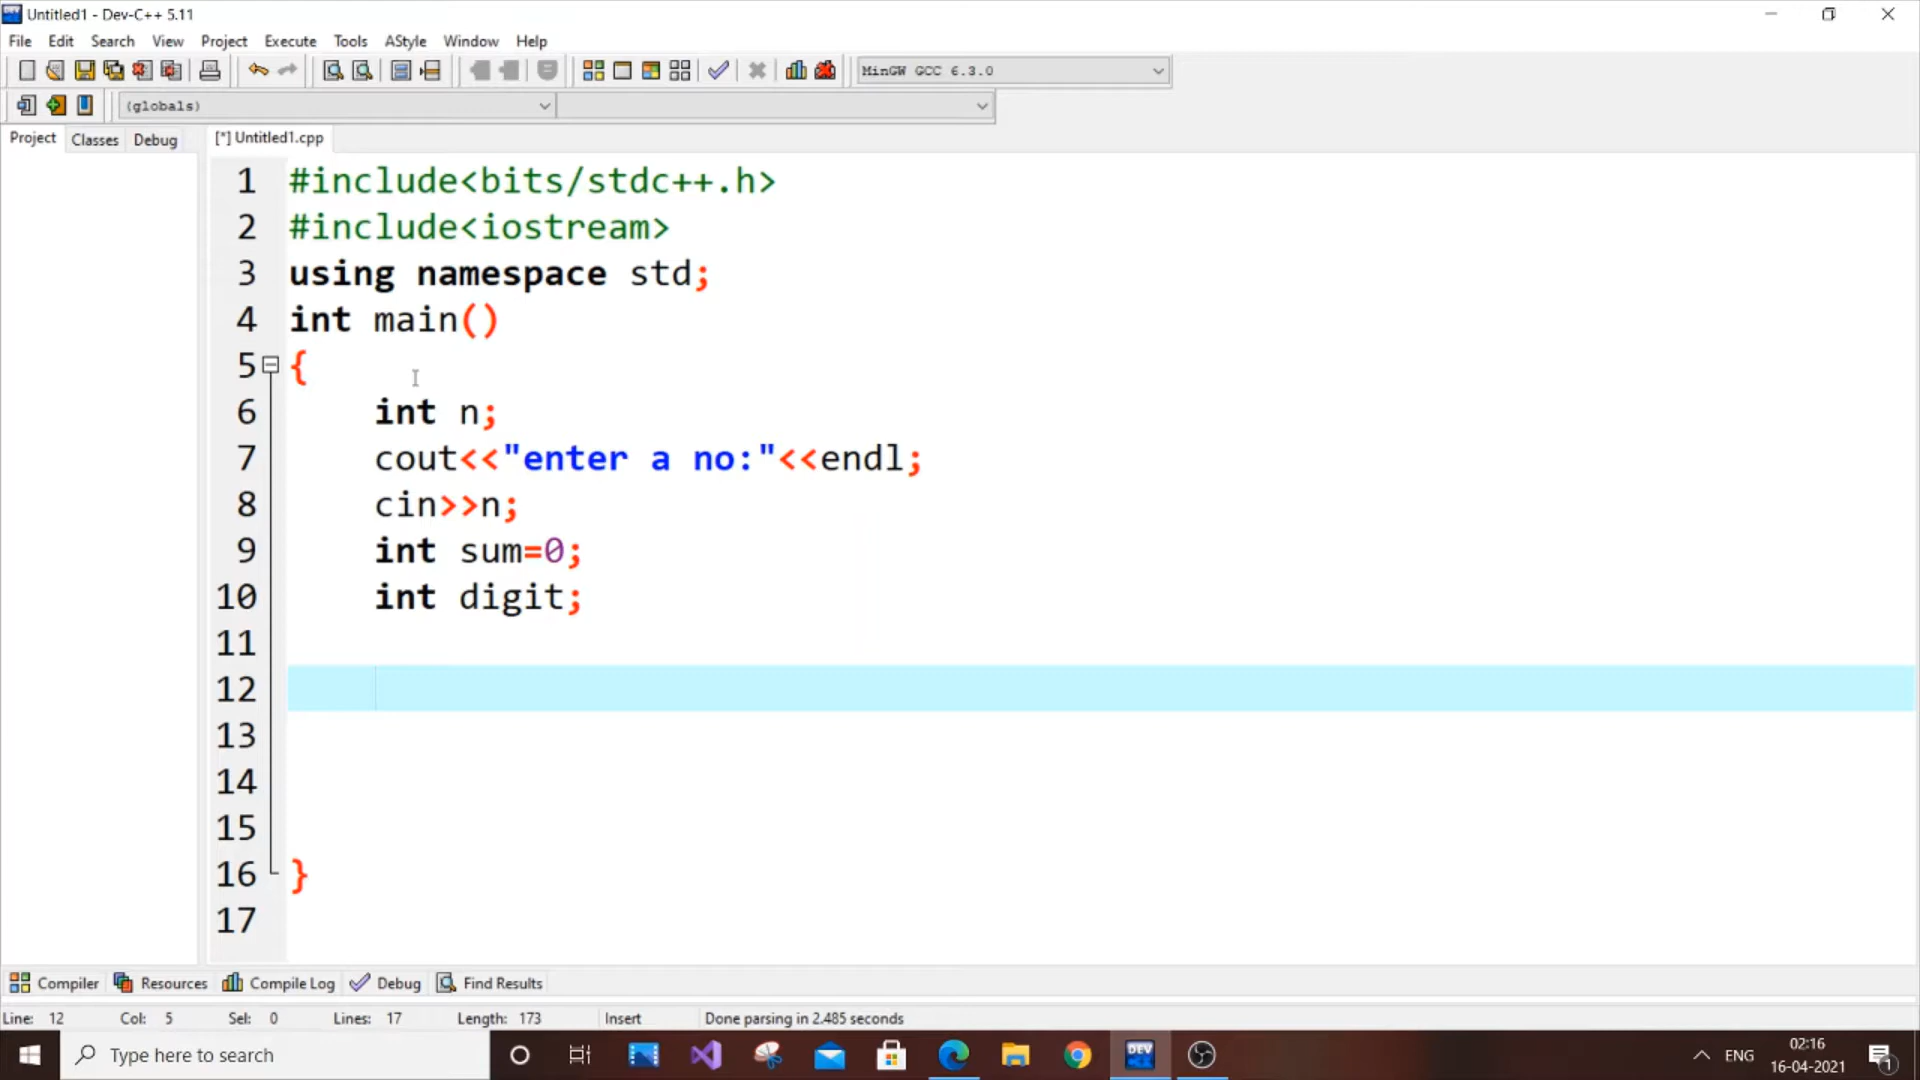 Untitled1 - Dev-C++ 5.11
File Edit Search View Project Execute Tools AStyle Window Help
MinGW GCC 6.3.0
(globals)
Project Classes Debug [*] Untitled1.cpp
1 #include<bits/stdc++.h>
2 #include<iostream>
3 using namespace std;
4 int main()
5 {
6 int n;
7 cout<<"enter a no:"<<endl;
8 cin>>n;
9 int sum=0;
10 int digit;
11
12
13
14
15
16 }
17
Compiler Resources Compile Log Debug Find Results
Line: 12 Col: 5 Sel: 0 Lines: 17 Length: 173 Insert Done parsing in 2.485 seconds
Type here to search
DEV
ENG
02:16
16-04-2021
1